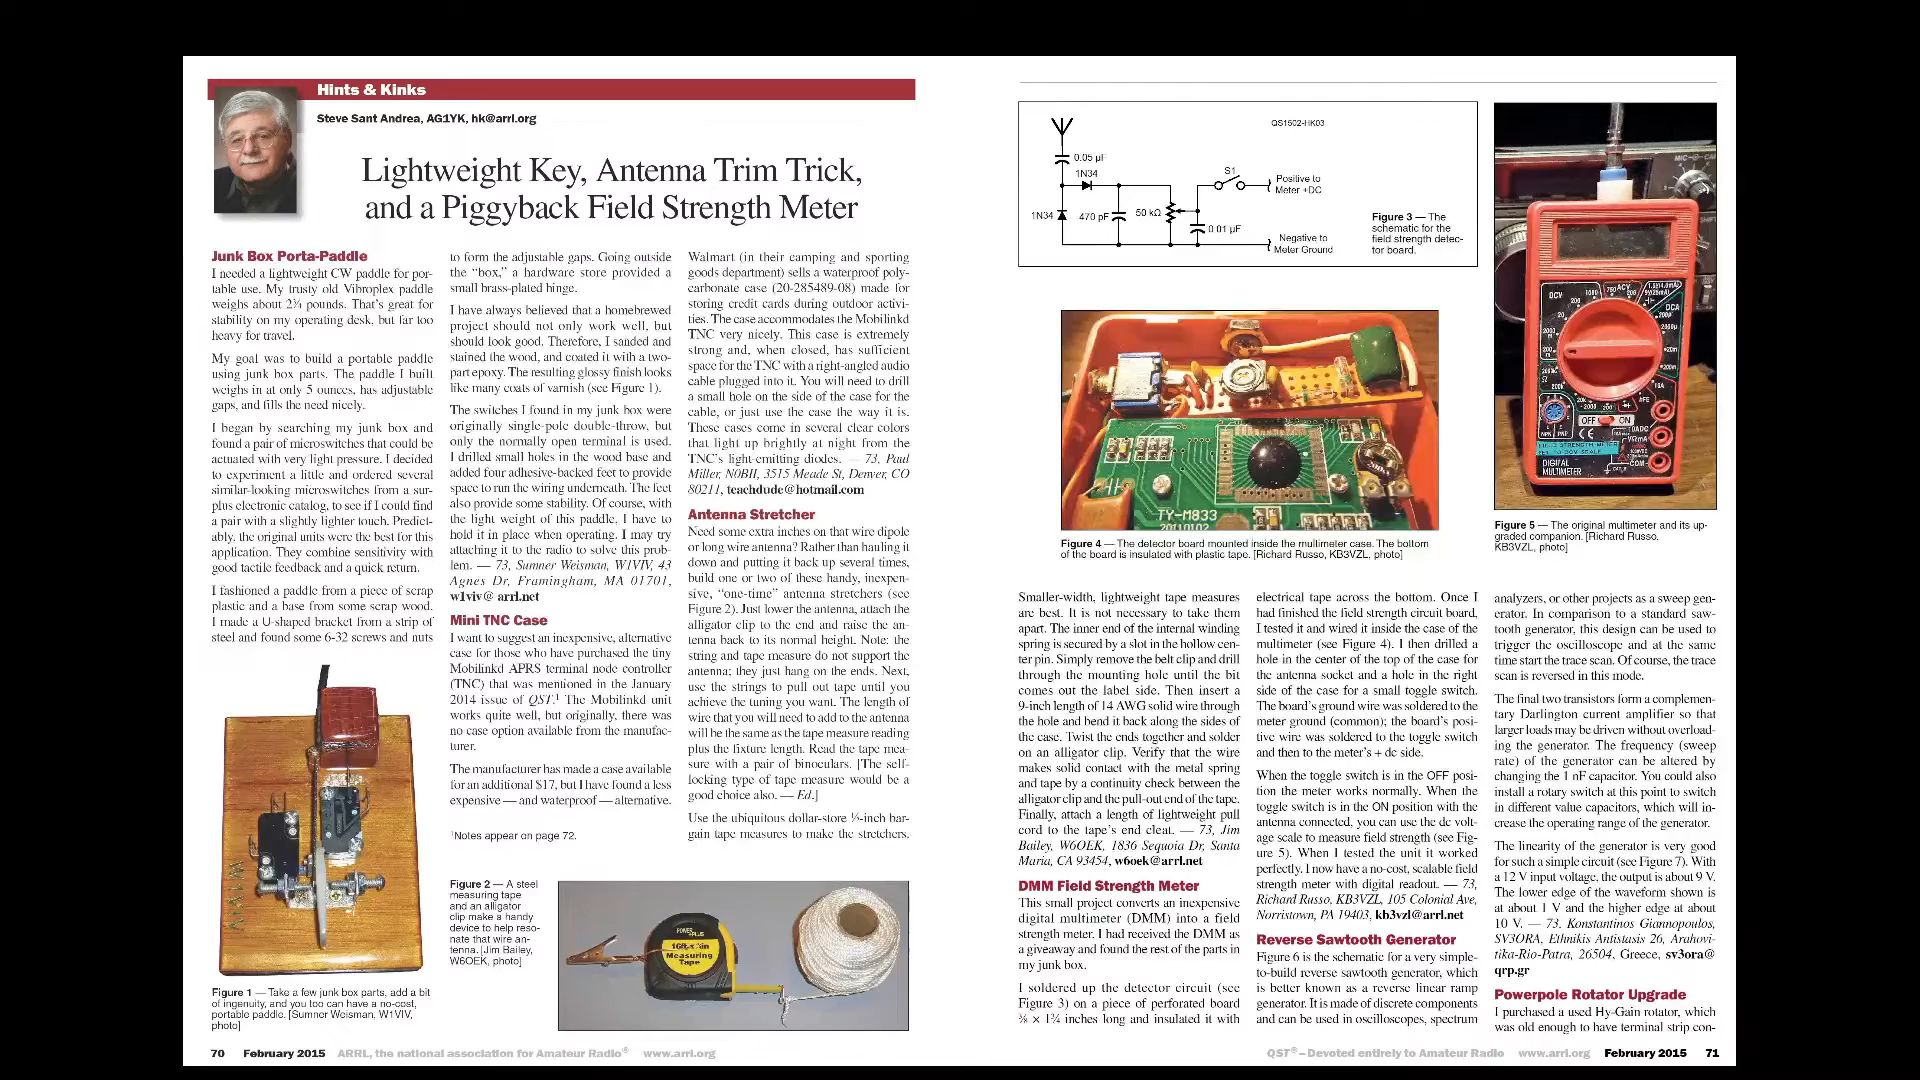 Hints & Kinks
Steve Sant Andrea, AG1YK, hk@arrl.org
Lightweight Key, Antenna Trim Trick,
and a Piggyback Field Strength Meter
Junk Box Porta-Paddle
I needed a lightweight CW paddle for por-
table use. My trusty old Vibroplex paddle
weighs about 2¾ pounds. That's great for
stability on my operating desk, but far too
heavy for travel.
My goal was to build a portable paddle
using junk box parts. The paddle I built
weighs in at only 5 ounces, has adjustable
gaps, and fills the need nicely.
I began by searching my junk box and
found a pair of microswitches that could be
actuated with very light pressure. I decided
to experiment a little and ordered several
similar-looking microswitches from a sur-
plus electronic catalog, to see if I could find
a pair with a slightly lighter touch. Predict-
ably, the original units were the best for this
application. They combine sensitivity with
good tactile feedback and a quick return.
I fashioned a paddle from a piece of scrap
plastic and a base from some scrap wood.
I made a U-shaped bracket from a strip of
steel and found some 6-32 screws and nuts
W1VIV
Figure 1 — Take a few junk box parts, add a bit
of ingenuity, and you too can have a no-cost,
portable paddle. [Sumner Weisman, W1VIV,
photo]
to form the adjustable gaps. Going outside
the “box,” a hardware store provided a
small brass-plated hinge.
I have always believed that a homebrewed
project should not only work well, but
should look good. Therefore, I sanded and
stained the wood, and coated it with a two-
part epoxy. The resulting glossy finish looks
like many coats of varnish (see Figure 1).
The switches I found in my junk box were
originally single-pole double-throw, but
only the normally open terminal is used.
I drilled small holes in the wood base and
added four adhesive-backed feet to provide
space to run the wiring underneath. The feet
also provide some stability. Of course, with
the light weight of this paddle, I have to
hold it in place when operating. I may try
attaching it to the radio to solve this prob-
lem. — 73, Sumner Weisman, W1VIV, 43
Agnes Dr, Framingham, MA 01701,
w1viv@ arrl.net
Mini TNC Case
I want to suggest an inexpensive, alternative
case for those who have purchased the tiny
Mobilinkd APRS terminal node controller
(TNC) that was mentioned in the January
2014 issue of QST.¹ The Mobilinkd unit
works quite well, but originally, there was
no case option available from the manufac-
turer.
The manufacturer has made a case available
for an additional $17, but I have found a less
expensive — and waterproof — alternative.
¹Notes appear on page 72.
Figure 2 — A steel
measuring tape
and an alligator
clip make a handy
device to help reso-
nate that wire an-
tenna. [Jim Bailey,
W6OEK, photo]
Walmart (in their camping and sporting
goods department) sells a waterproof poly-
carbonate case (20-285489-08) made for
storing credit cards during outdoor activi-
ties. The case accommodates the Mobilinkd
TNC very nicely. This case is extremely
strong and, when closed, has sufficient
space for the TNC with a right-angled audio
cable plugged into it. You will need to drill
a small hole on the side of the case for the
cable, or just use the case the way it is.
These cases come in several clear colors
that light up brightly at night from the
TNC's light-emitting diodes. — 73, Paul
Miller, N0BII, 3515 Meade St, Denver, CO
80211, teachdude@hotmail.com
Antenna Stretcher
Need some extra inches on that wire dipole
or long wire antenna? Rather than hauling it
down and putting it back up several times,
build one or two of these handy, inexpen-
sive, “one-time” antenna stretchers (see
Figure 2). Just lower the antenna, attach the
alligator clip to the end and raise the an-
tenna back to its normal height. Note: the
string and tape measure do not support the
antenna; they just hang on the ends. Next,
use the strings to pull out tape until you
achieve the tuning you want. The length of
wire that you will need to add to the antenna
will be the same as the tape measure reading
plus the fixture length. Read the tape mea-
sure with a pair of binoculars. [The self-
locking type of tape measure would be a
good choice also. — Ed.]
Use the ubiquitous dollar-store ½-inch bar-
gain tape measures to make the stretchers.
Measuring
Tape
70 February 2015 ARRL, the national association for Amateur Radio® www.arrl.org
QS1502-HK03
0.05 µF
1N34
1N34
470 pF
50 kΩ
S1
0.01 µF
Positive to
Meter +DC
Negative to
Meter Ground
Figure 3 — The
schematic for the
field strength detec-
tor board.
TY-M833
20110102
Figure 4 — The detector board mounted inside the multimeter case. The bottom
of the board is insulated with plastic tape. [Richard Russo, KB3VZL, photo]
DCV
ACV
DCA
OFF
ON
10ADC
VΩmA
COM
DIGITAL
MULTIMETER
Figure 5 — The original multimeter and its up-
graded companion. [Richard Russo,
KB3VZL, photo]
Smaller-width, lightweight tape measures
are best. It is not necessary to take them
apart. The inner end of the internal winding
spring is secured by a slot in the hollow cen-
ter pin. Simply remove the belt clip and drill
through the mounting hole until the bit
comes out the label side. Then insert a
9-inch length of 14 AWG solid wire through
the hole and bend it back along the sides of
the case. Twist the ends together and solder
on an alligator clip. Verify that the wire
makes solid contact with the metal spring
and tape by a continuity check between the
alligator clip and the pull-out end of the tape.
Finally, attach a length of lightweight pull
cord to the tape's end cleat. — 73, Jim
Bailey, W6OEK, 1836 Sequoia Dr, Santa
Maria, CA 93454, w6oek@arrl.net
DMM Field Strength Meter
This small project converts an inexpensive
digital multimeter (DMM) into a field
strength meter. I had received the DMM as
a giveaway and found the rest of the parts in
my junk box.
I soldered up the detector circuit (see
Figure 3) on a piece of perforated board
⅜ × 1¾ inches long and insulated it with
electrical tape across the bottom. Once I
had finished the field strength circuit board,
I tested it and wired it inside the case of the
multimeter (see Figure 4). I then drilled a
hole in the center of the top of the case for
the antenna socket and a hole in the right
side of the case for a small toggle switch.
The board's ground wire was soldered to the
meter ground (common); the board's posi-
tive wire was soldered to the toggle switch
and then to the meter's + dc side.
When the toggle switch is in the OFF posi-
tion the meter works normally. When the
toggle switch is in the ON position with the
antenna connected, you can use the dc volt-
age scale to measure field strength (see Fig-
ure 5). When I tested the unit it worked
perfectly. I now have a no-cost, scalable field
strength meter with digital readout. — 73,
Richard Russo, KB3VZL, 105 Colonial Ave,
Norristown, PA 19403, kb3vzl@arrl.net
Reverse Sawtooth Generator
Figure 6 is the schematic for a very simple-
to-build reverse sawtooth generator, which
is better known as a reverse linear ramp
generator. It is made of discrete components
and can be used in oscilloscopes, spectrum
analyzers, or other projects as a sweep gen-
erator. In comparison to a standard saw-
tooth generator, this design can be used to
trigger the oscilloscope and at the same
time start the trace scan. Of course, the trace
scan is reversed in this mode.
The final two transistors form a complemen-
tary Darlington current amplifier so that
larger loads may be driven without overload-
ing the generator. The frequency (sweep
rate) of the generator can be altered by
changing the 1 nF capacitor. You could also
install a rotary switch at this point to switch
in different value capacitors, which will in-
crease the operating range of the generator.
The linearity of the generator is very good
for such a simple circuit (see Figure 7). With
a 12 V input voltage, the output is about 9 V.
The lower edge of the waveform shown is
at about 1 V and the higher edge at about
10 V. — 73. Konstantinos Giannopoulos,
SV3ORA, Ethnikis Antistasis 26, Arahovi-
tika-Rio-Patra, 26504, Greece, sv3ora@
qrp.gr
Powerpole Rotator Upgrade
I purchased a used Hy-Gain rotator, which
was old enough to have terminal strip con-
QST® – Devoted entirely to Amateur Radio www.arrl.org February 2015 71